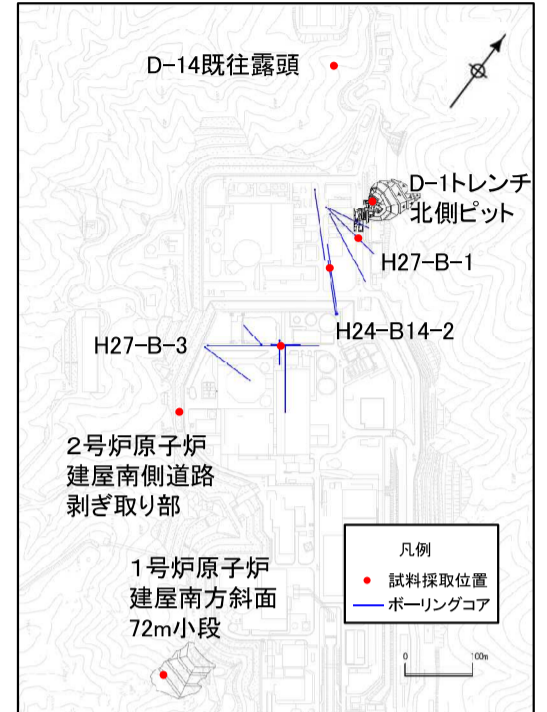 D-14既往露頭
D-1トレンチ
北側ピット
H27-B-1
H24-B14-2
H27-B-3
2号炉原子炉
建屋南側道路
剥ぎ取り部
1号炉原子炉
建屋南方斜面
72m小段
凡例
試料採取位置
ボーリングコア
0 100m